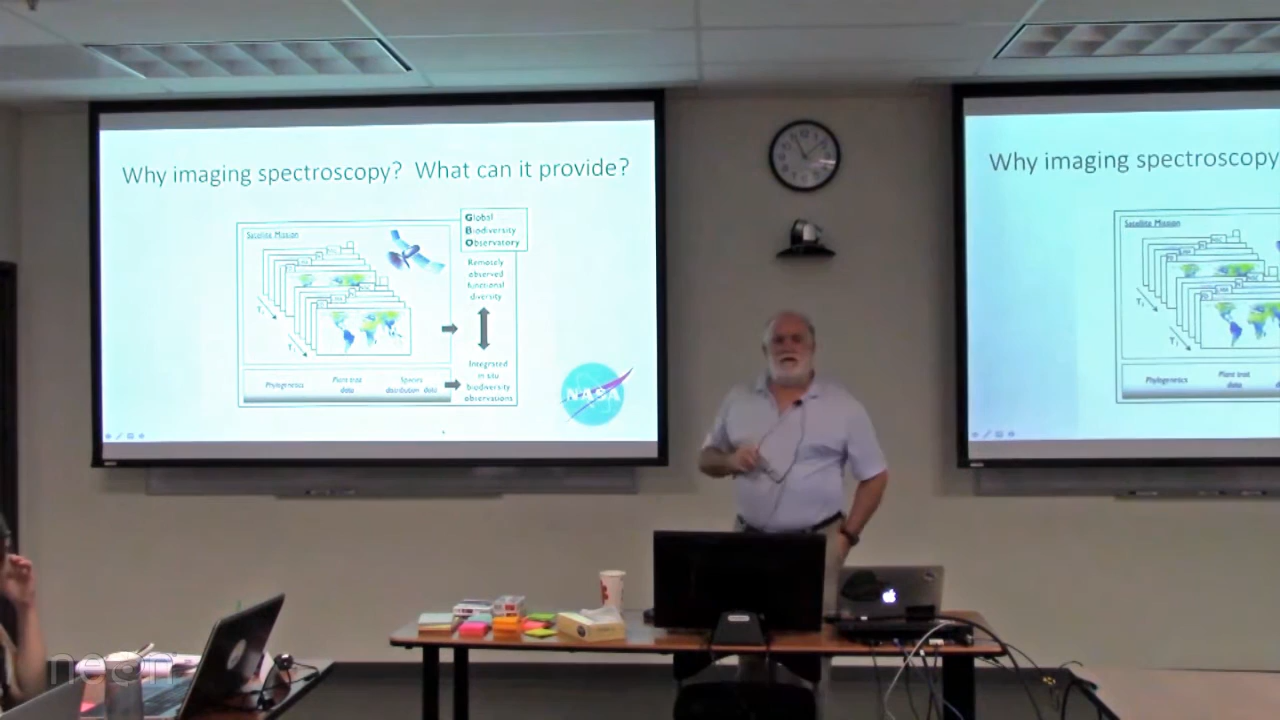 Why imaging spectroscopy? What can it provide?
Global
Biodiversity
Observatory
Satellite Mission
Remotely
observed
functional
diversity
Integrated
in situ
biodiversity
observations
Phylogenetics
Plant trait
data
Species
distribution data
NASA
Why imaging spectroscopy
Satellite Mission
Phylogenetics
Plant trait
data
neon